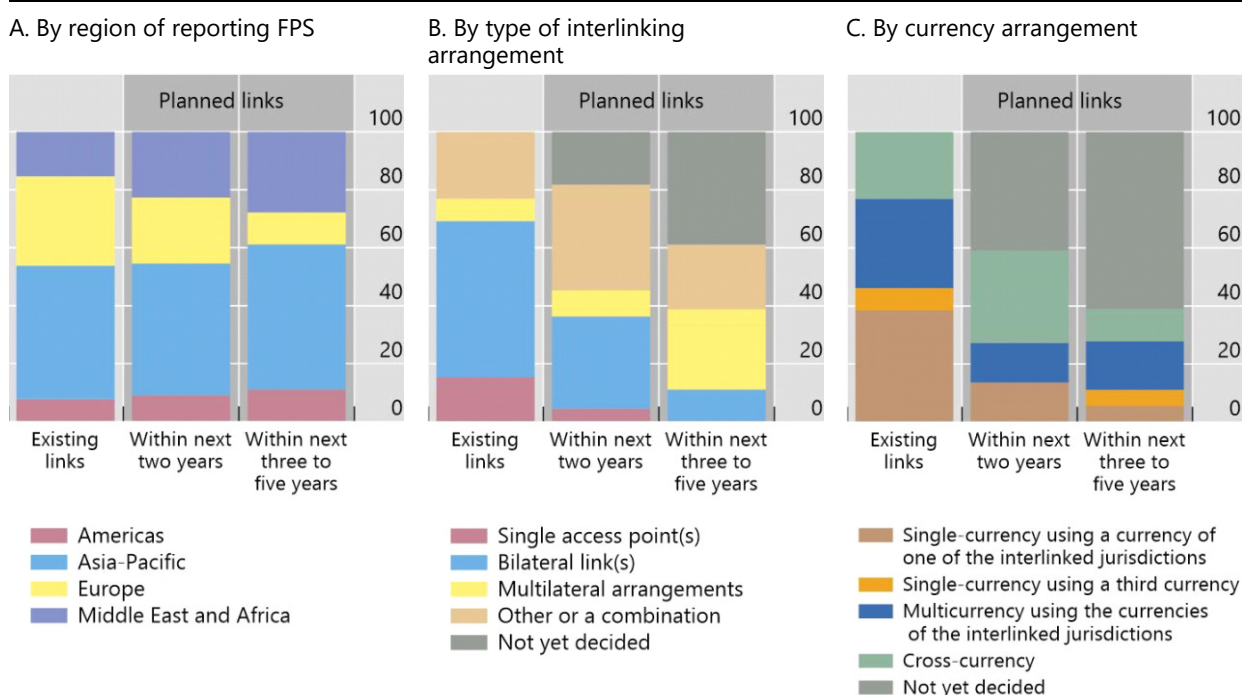 A. By region of reporting FPS
Planned links
100
80
60
40
20
0
Existing
links
Within next
two years
Within next
three to
five years
Americas
Asia-Pacific
Europe
Middle East and Africa
B. By type of interlinking
arrangement
Planned links
100
80
60
40
20
0
Existing
links
Within next
two years
Within next
three to
five years
Single access point(s)
Bilateral link(s)
Multilateral arrangements
Other or a combination
Not yet decided
C. By currency arrangement
Planned links
100
80
60
40
20
0
Existing
links
Within next
two years
Within next
three to
five years
Single-currency using a currency of
one of the interlinked jurisdictions
Single-currency using a third currency
Multicurrency using the currencies
of the interlinked jurisdictions
Cross-currency
Not yet decided